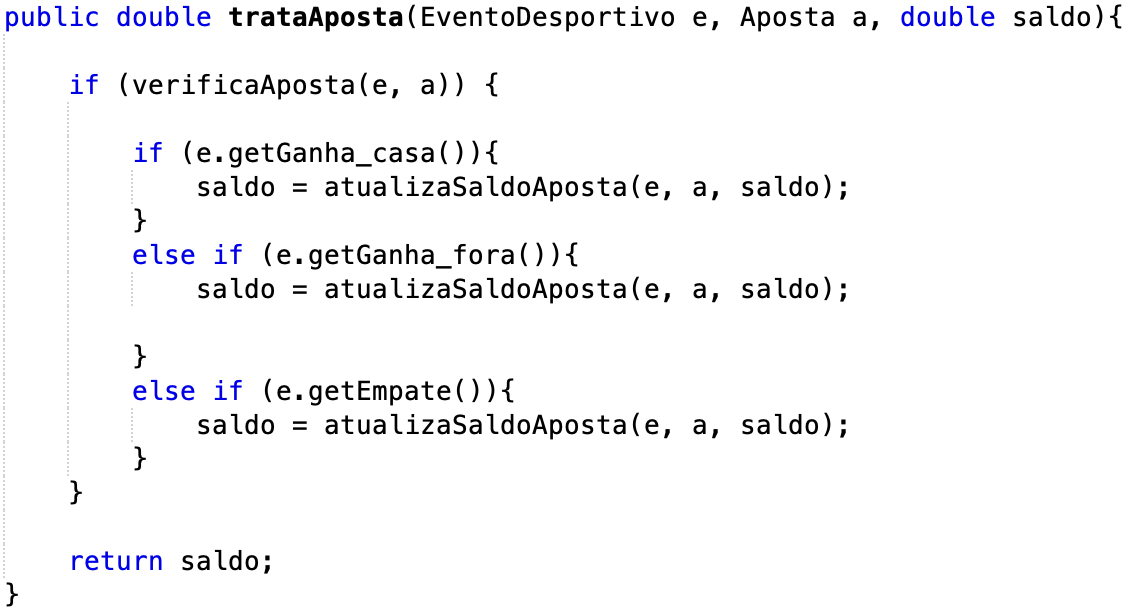 public double trataAposta(EventoDesportivo e, Aposta a, double saldo){
if (verificaAposta(e, a)) {
if (e.getGanha_casa()){
saldo = atualizaSaldoAposta(e, a, saldo);
}
else if (e.getGanha_fora()){
saldo = atualizaSaldoAposta(e, a, saldo);
}
else if (e.getEmpate()){
saldo = atualizaSaldoAposta(e, a, saldo);
}
}
return saldo;
}